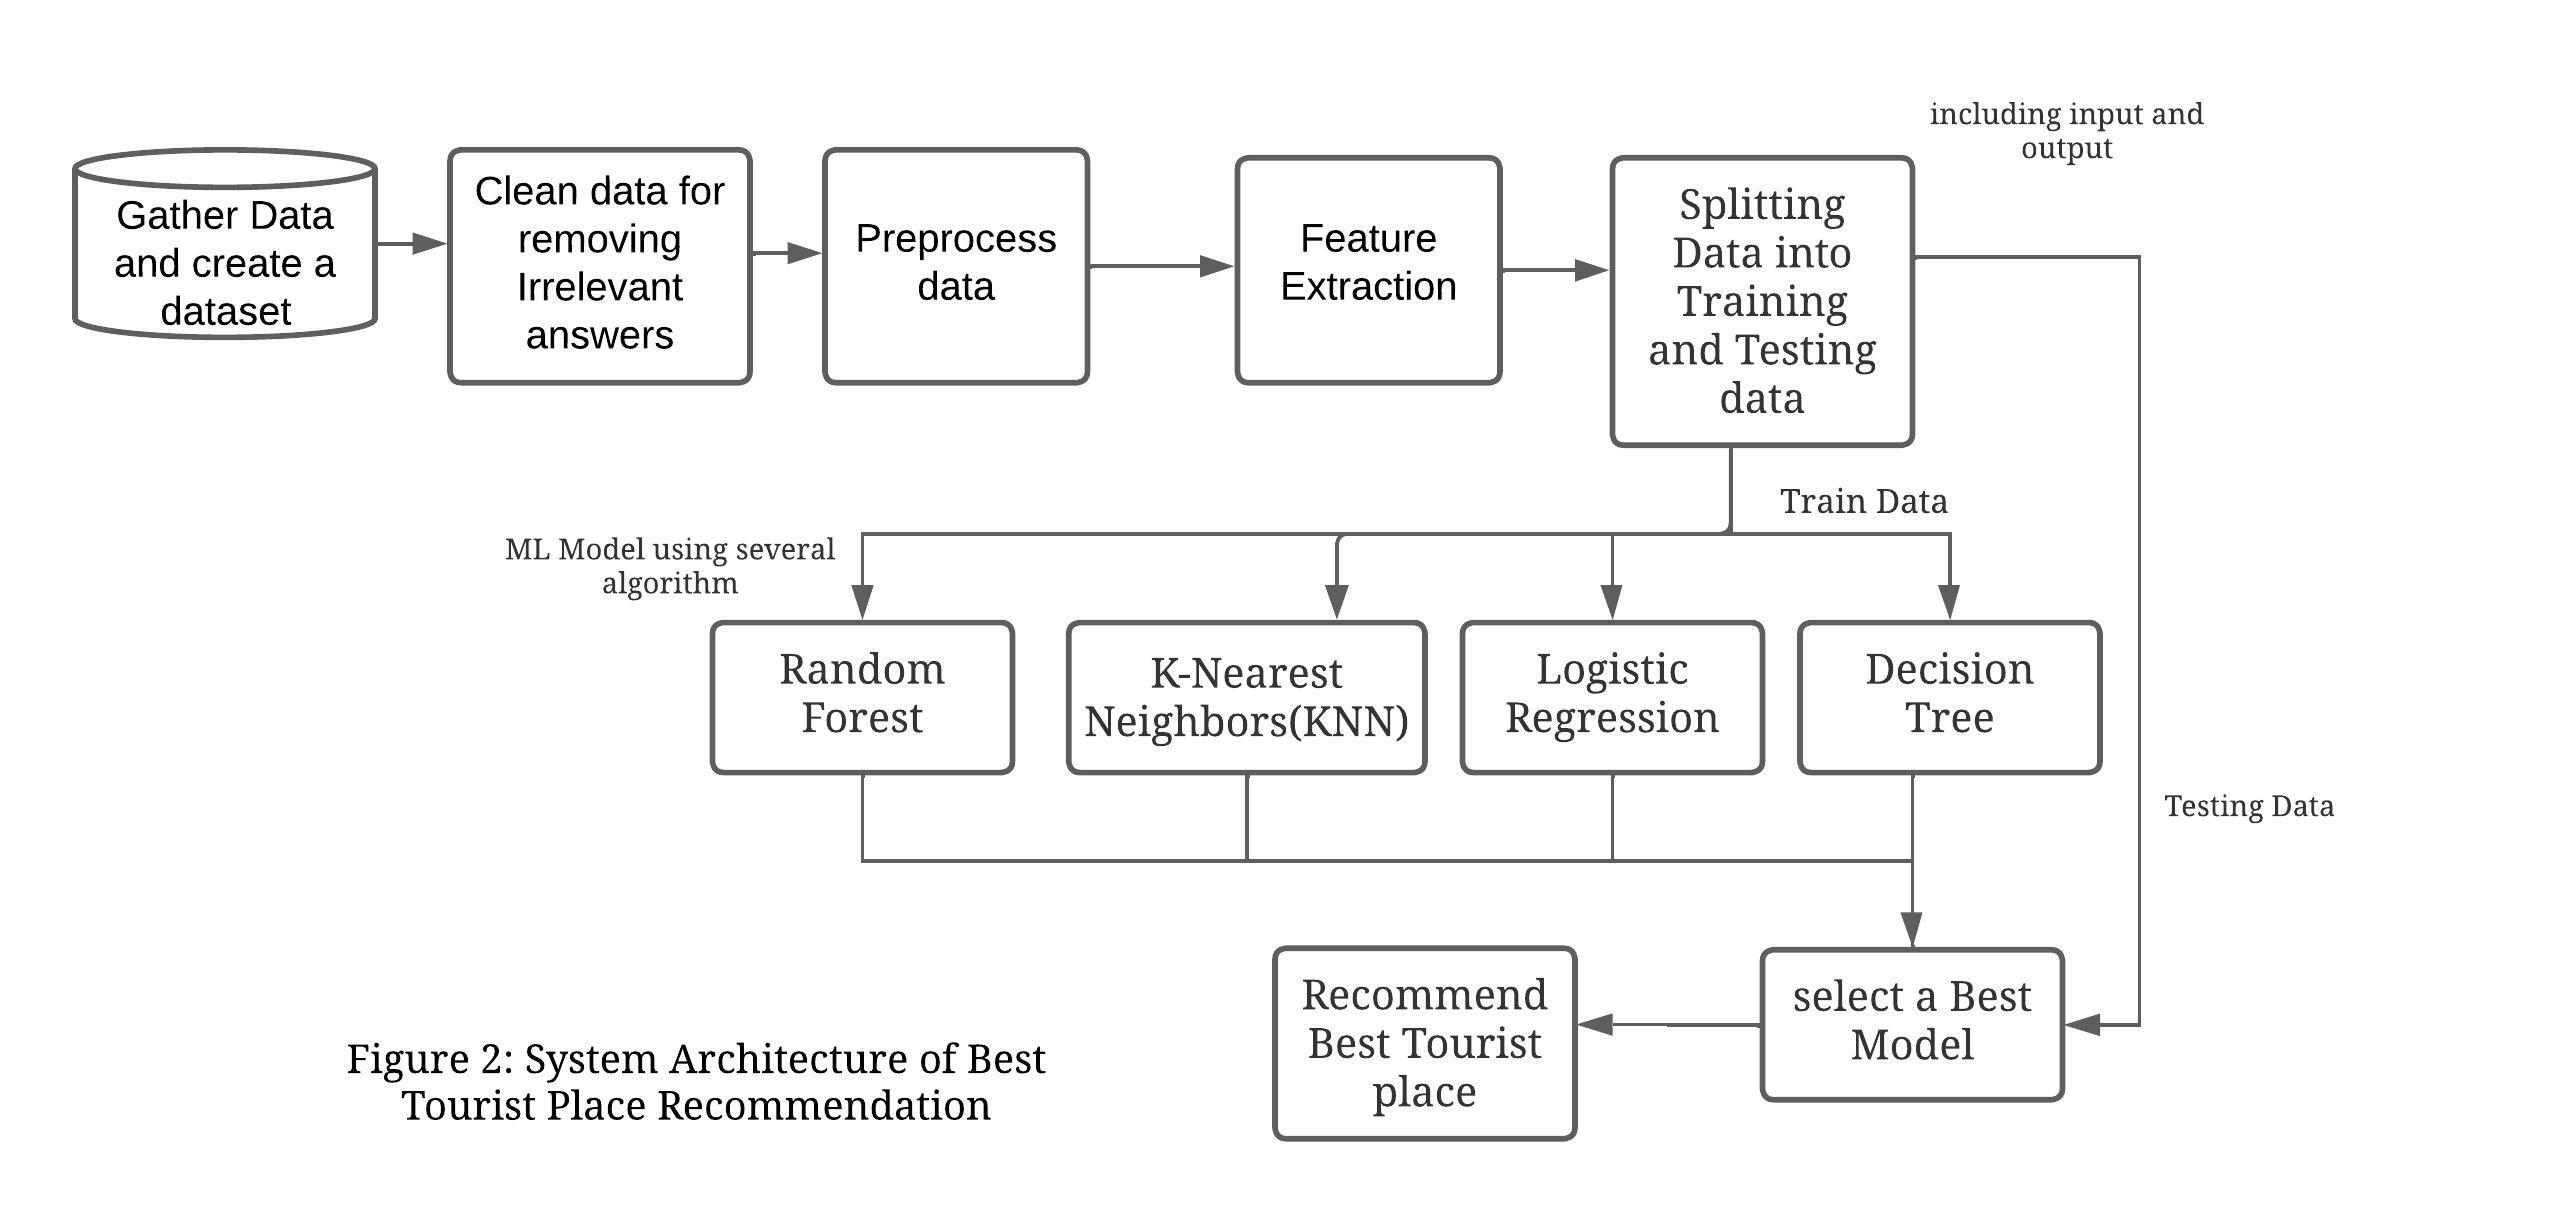 including input and
output
Gather Data
and create a
dataset
Clean data for
removing
Irrelevant
answers
Preprocess
data
Feature
Extraction
Splitting
Data into
Training
and Testing
data
Train Data
ML Model using several
algorithm
Random
Forest
K-Nearest
Neighbors(KNN)
Logistic
Regression
Decision
Tree
Testing Data
select a Best
Model
Recommend
Best Tourist
place
Figure 2: System Architecture of Best
Tourist Place Recommendation